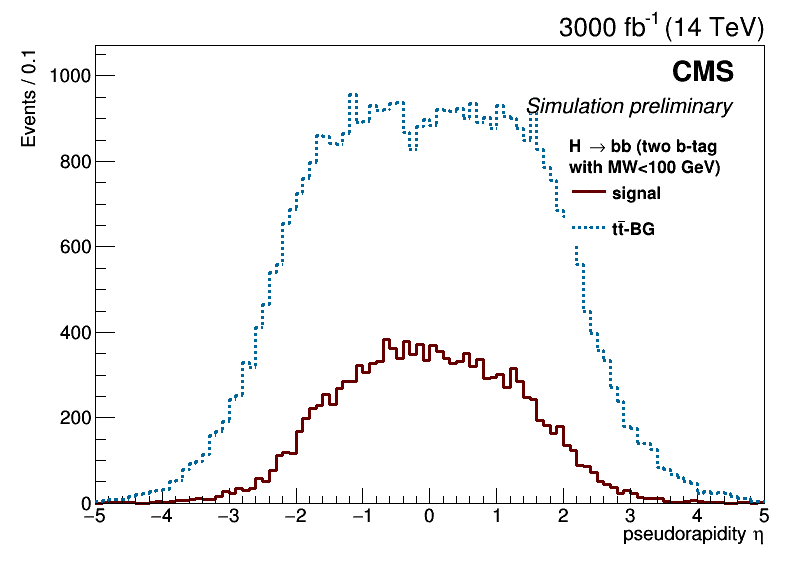 3000 fb⁻¹ (14 TeV)
CMS
Simulation preliminary
H → bb (two b-tag
with MW<100 GeV)
signal
tt̄-BG
Events / 0.1
1000
800
600
400
200
0
−5 −4 −3 −2 −1 0 1 2 3 4 5
pseudorapidity η